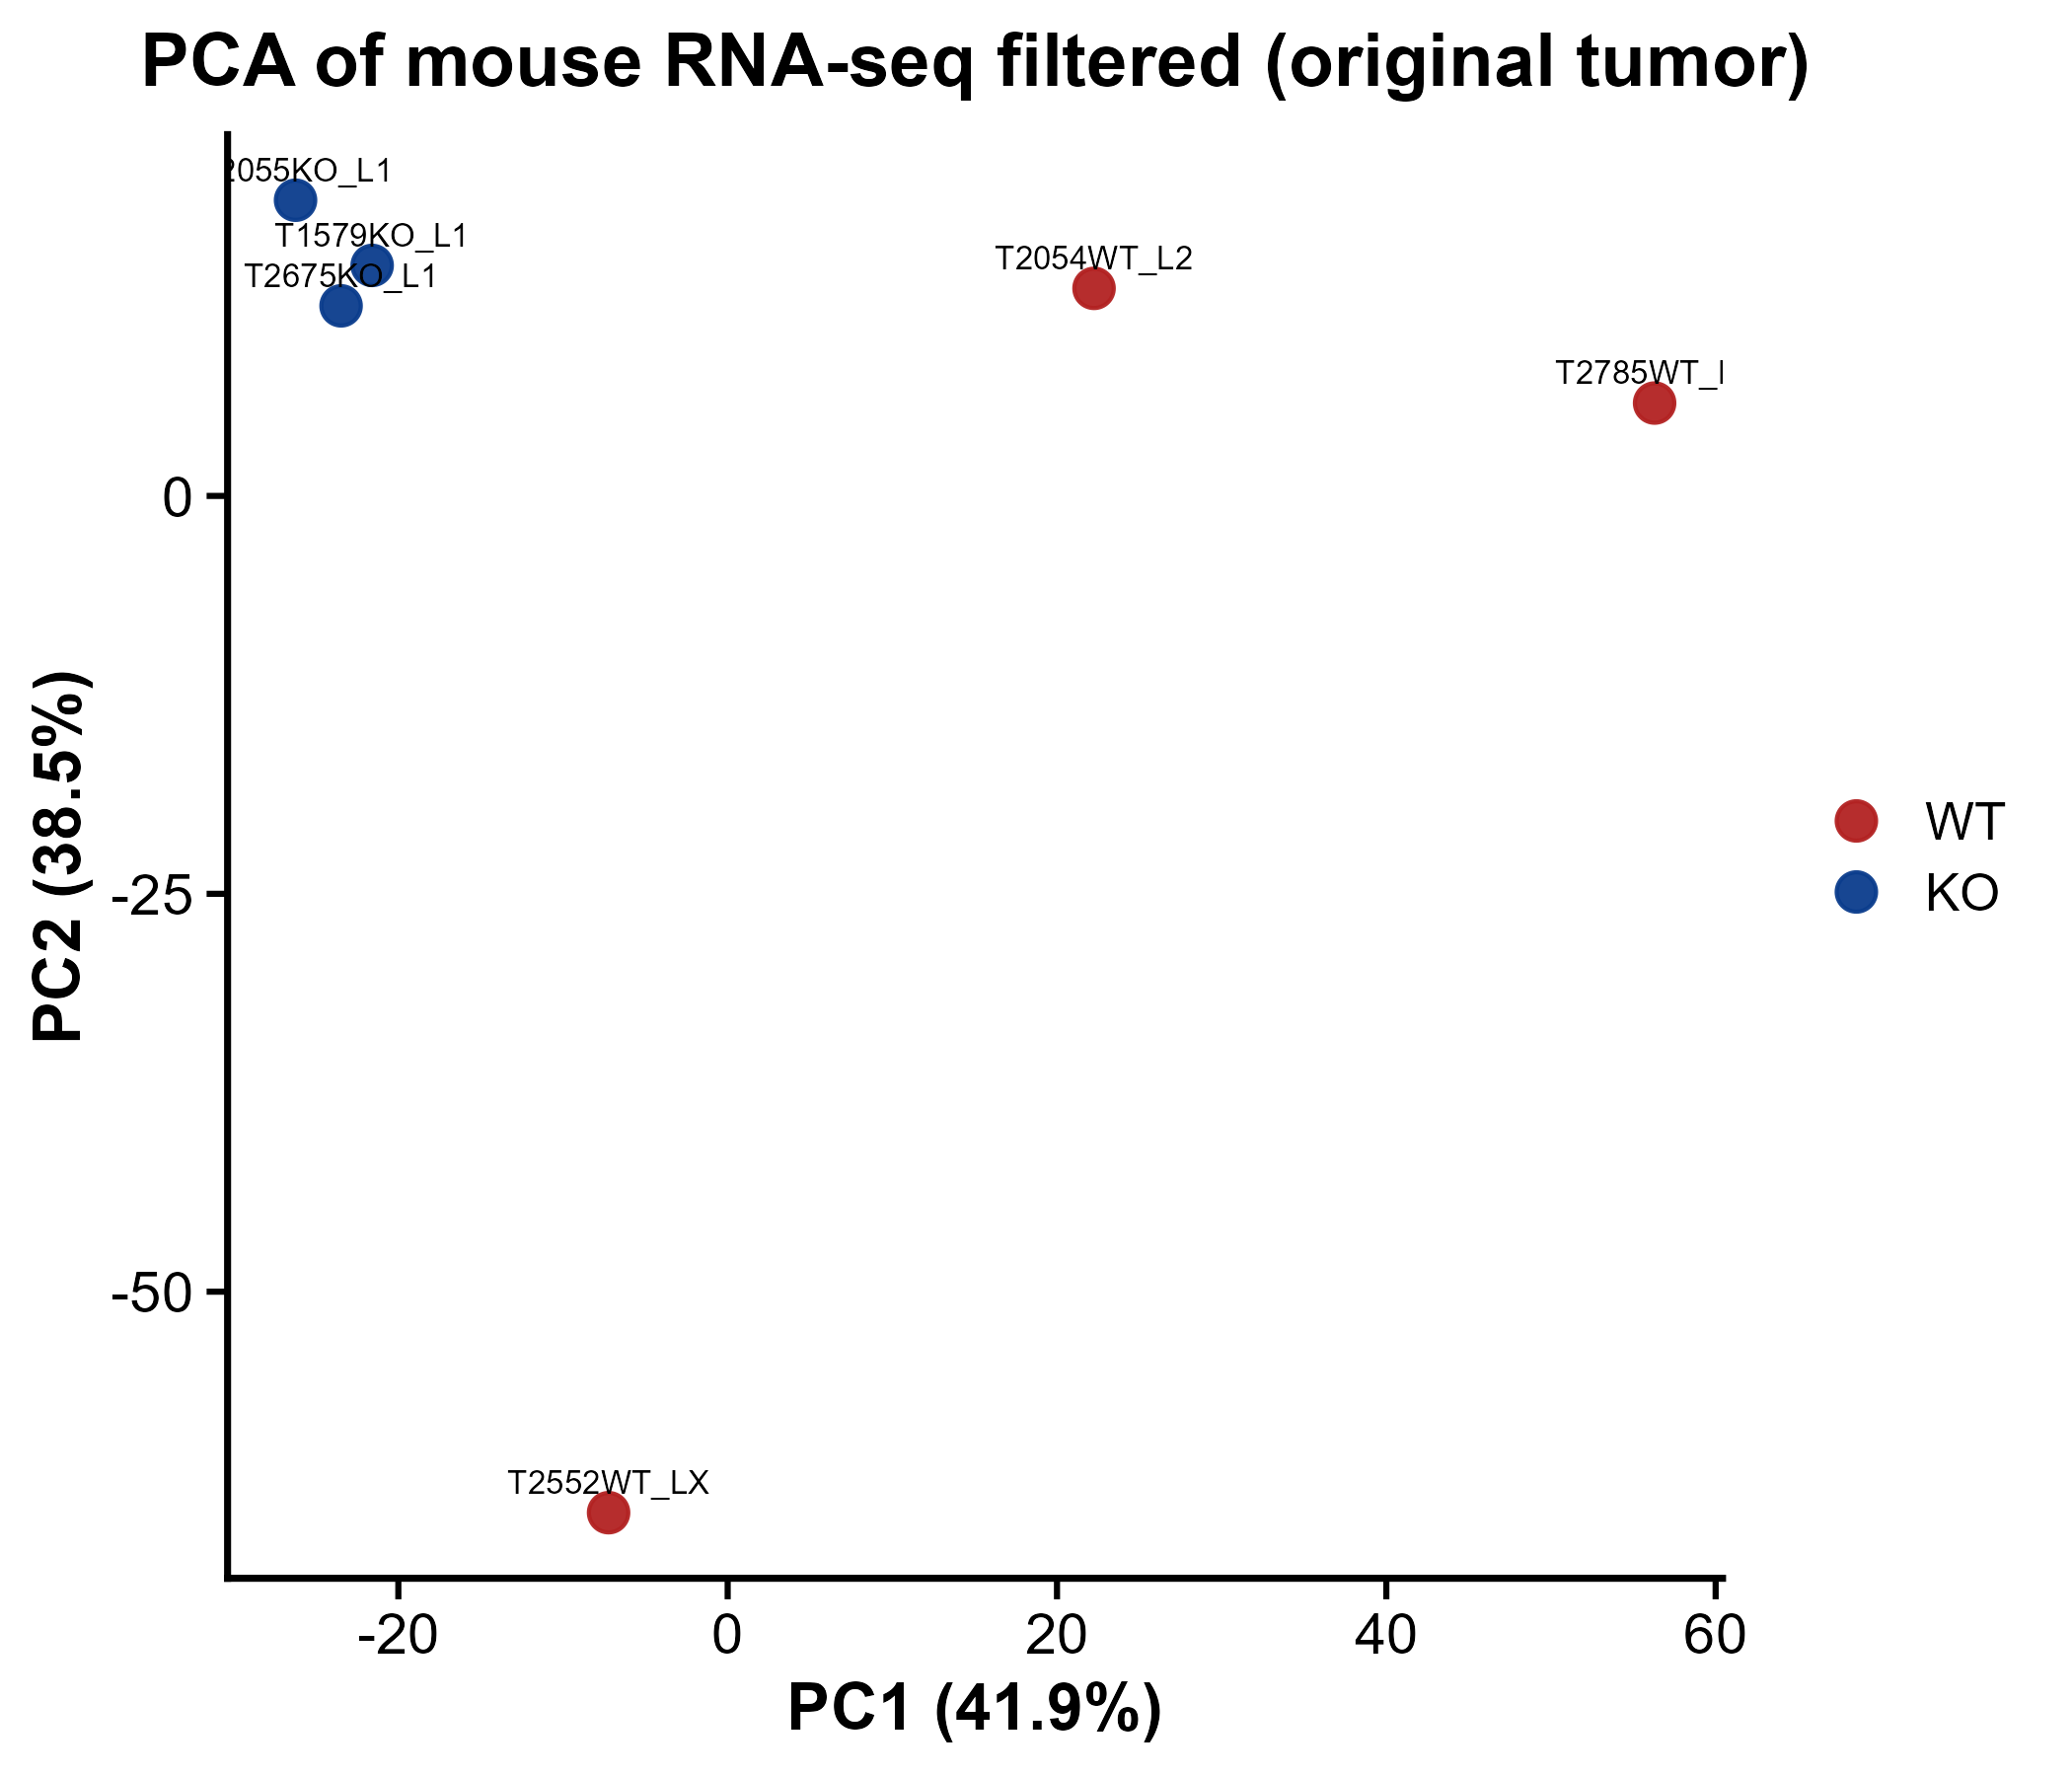 PCA of mouse RNA-seq filtered (original tumor)
2055KO_L1
T1579KO_L1
T2675KO_L1
T2054WT_L2
T2785WT_
0
-25
-50
PC2 (38.5%)
WT
KO
T2552WT_LX
-20 0 20 40 60
PC1 (41.9%)